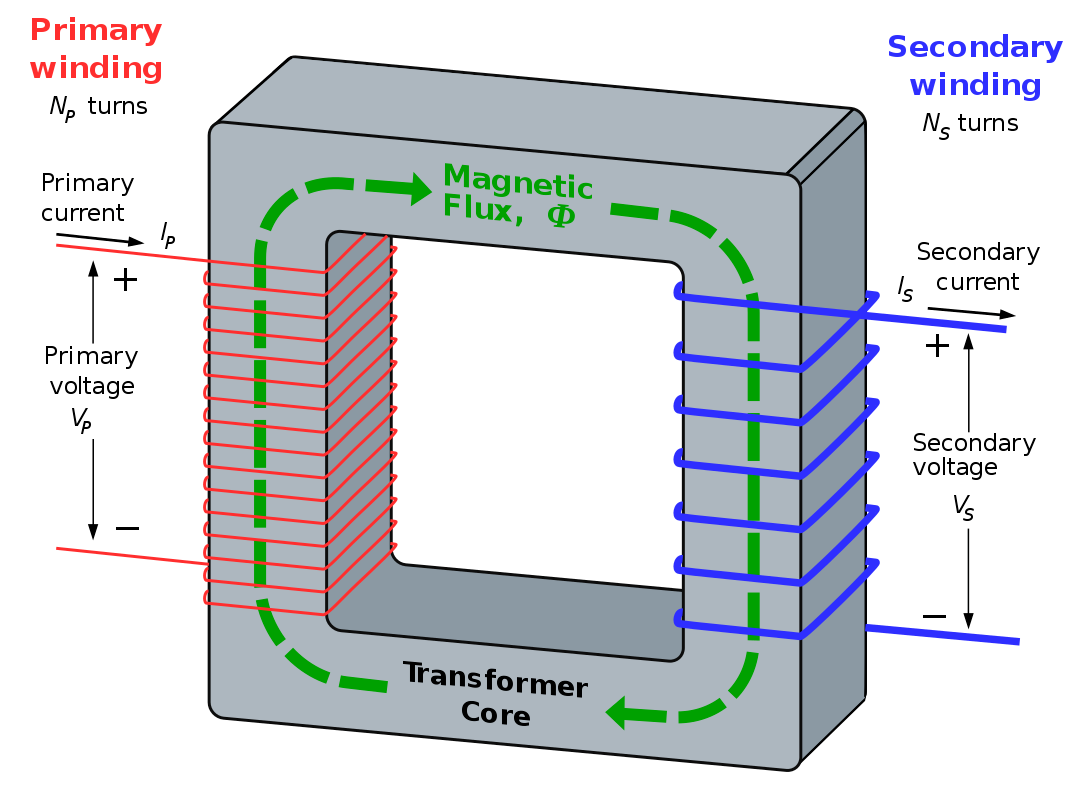 Primary
winding
NP turns
Primary
current
IP
+
Primary
voltage
VP
−
Magnetic
Flux, Φ
Transformer
Core
Secondary
winding
NS turns
Secondary
current
IS
+
Secondary
voltage
VS
−